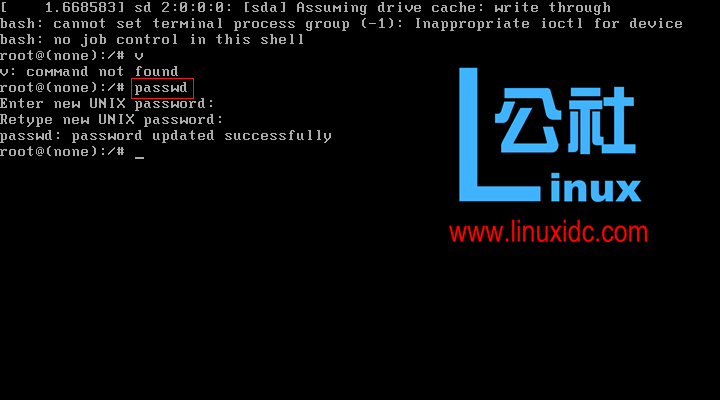 [    1.668583] sd 2:0:0:0: [sda] Assuming drive cache: write through
bash: cannot set terminal process group (-1): Inappropriate ioctl for device
bash: no job control in this shell
root@(none):/# v
v: command not found
root@(none):/# passwd
Enter new UNIX password:
Retype new UNIX password:
passwd: password updated successfully
root@(none):/# _
公社
Linux
www.linuxidc.com